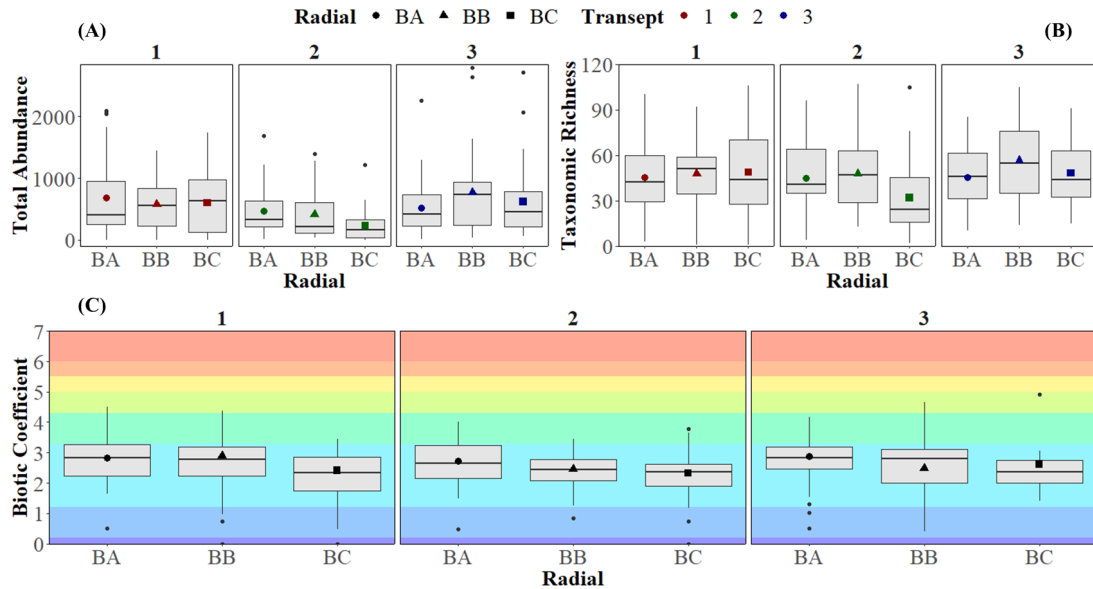 Radial BA BB BC Transept 1 2 3
(A) (B)
1 2 3
Total Abundance
2000
1000
0
BA BB BC BA BB BC BA BB BC
Radial
1 2 3
Taxonomic Richness
120
90
60
30
0
BA BB BC BA BB BC BA BB BC
Radial
(C)
1 2 3
Biotic Coefficient
7
6
5
4
3
2
1
0
BA BB BC BA BB BC BA BB BC
Radial